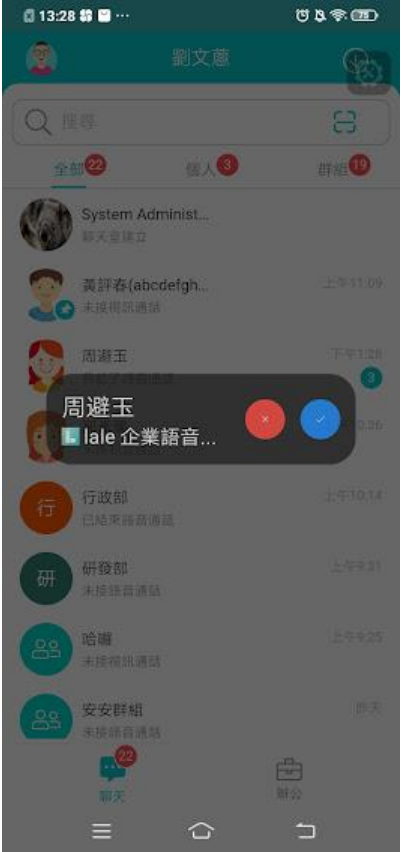 13:28
75
劉文蕙
搜尋
全部 22
個人 3
群組 19
System Administ...
聊天室建立
黃評春(abcdefgh...
上午11:09
未接視訊通話
周避玉
下午1:28
3
周避玉
lale 企業語音...
行
行政部
上午10:14
已結束語音通話
研
研發部
上午9:31
未接語音通話
哈囉
上午9:25
未接視訊通話
安安群組
昨天
未接語音通話
22
聊天
辦公